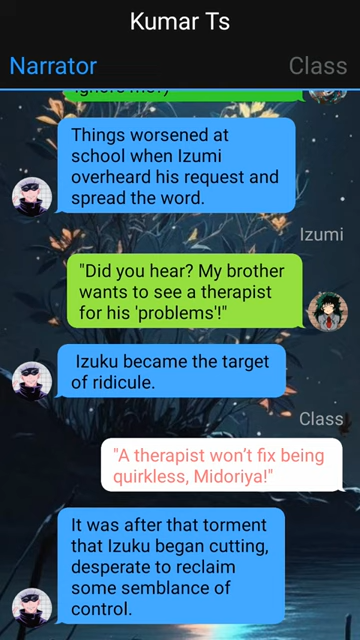 Kumar Ts
Narrator
Class
Things worsened at
school when Izumi
overheard his request and
spread the word.
Izumi
"Did you hear? My brother
wants to see a therapist
for his 'problems'!"
Izuku became the target
of ridicule.
Class
"A therapist won’t fix being
quirkless, Midoriya!"
It was after that torment
that Izuku began cutting,
desperate to reclaim
some semblance of
control.